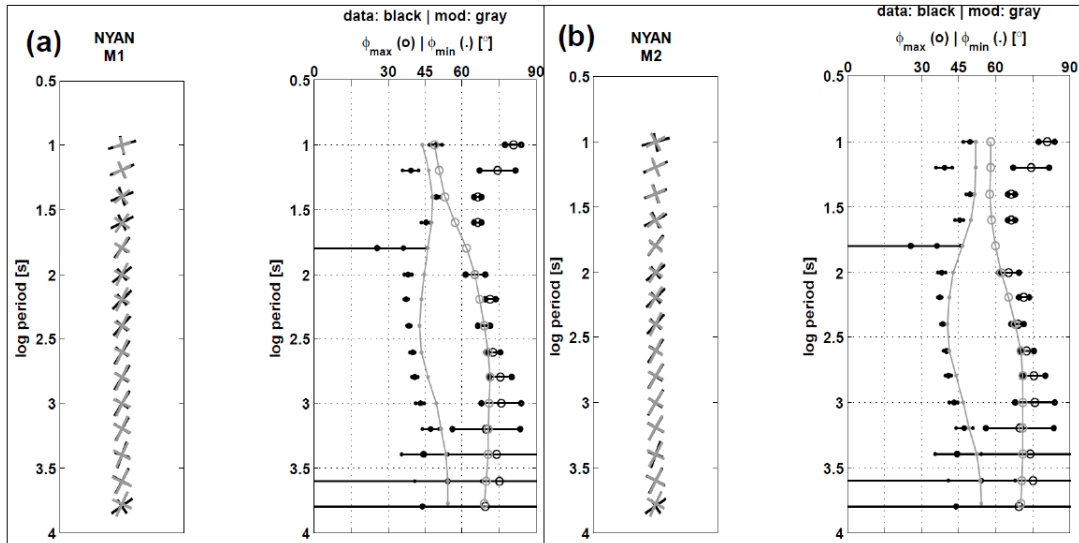 (a)
NYAN
M1
data: black | mod: gray
ϕmax (o) | ϕmin (.) [°]
0 45 60 90
0.5
0.5
1
1
1.5
1.5
2
2
2.5
2.5
3
3
3.5
3.5
4
4
log period [s]
log period [s]
(b)
NYAN
M2
data: black | mod: gray
ϕmax (o) | ϕmin (.) [°]
0 45 60 90
0.5
0.5
1
1
1.5
1.5
2
2
2.5
2.5
3
3
3.5
3.5
4
4
log period [s]
log period [s]